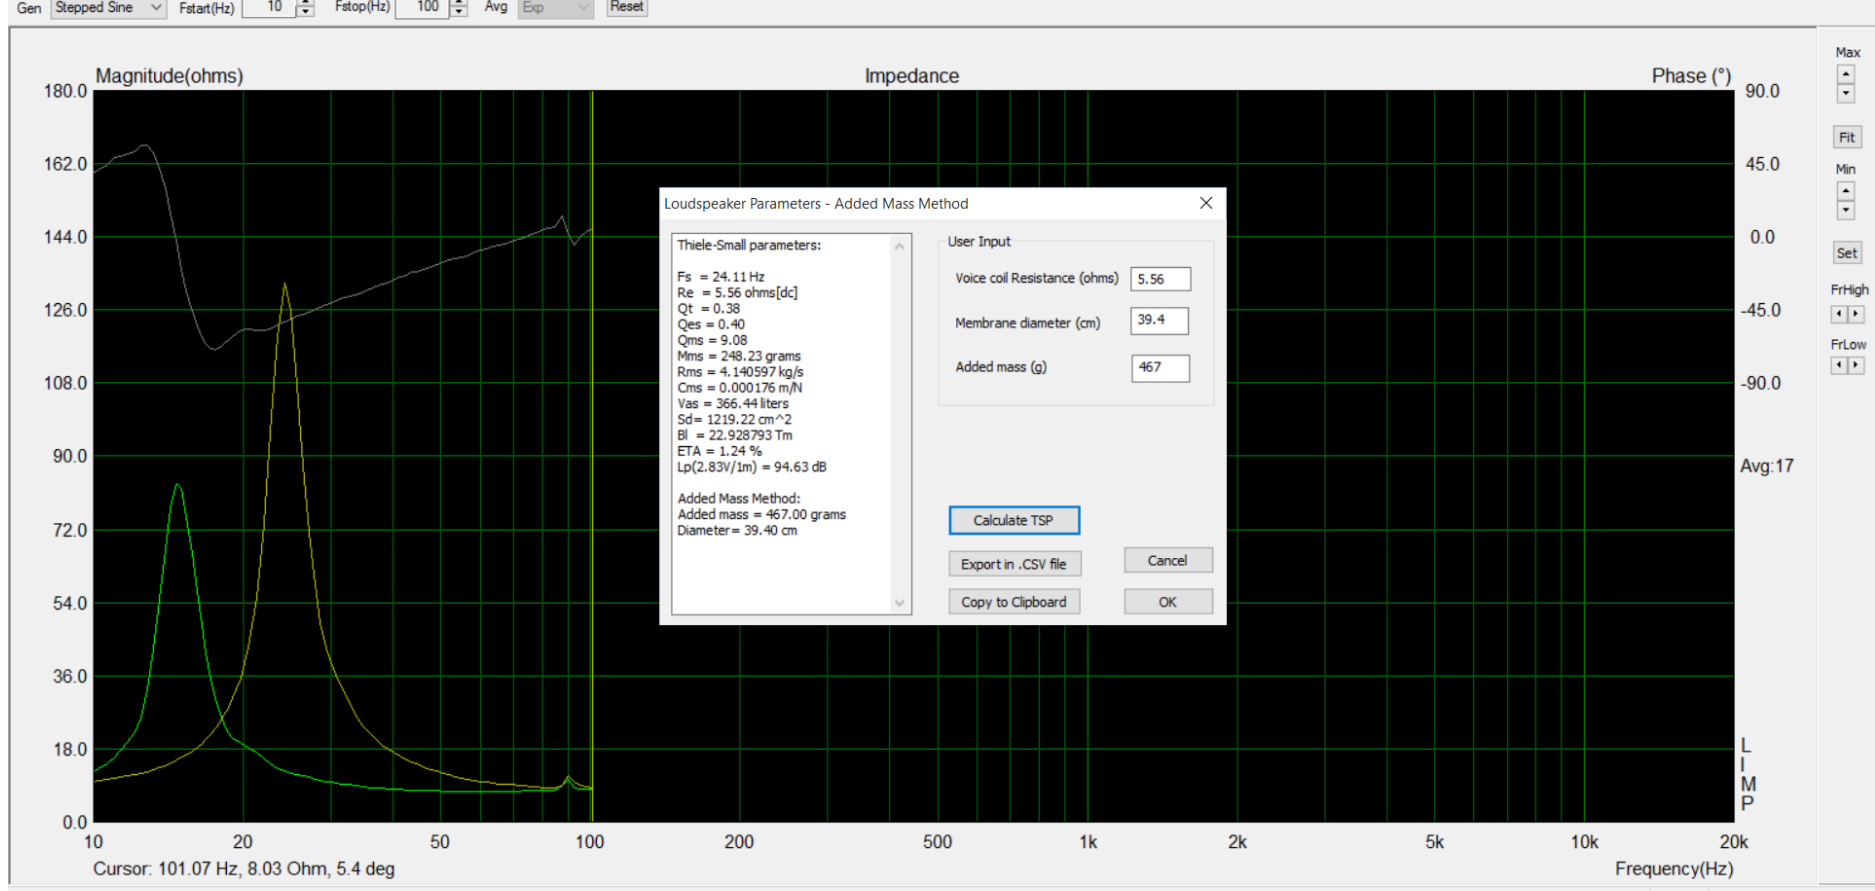 Gen Stepped Sine Fstart(Hz) 10 Fstop(Hz) 100 Avg Exp Reset
Magnitude(ohms) Impedance Phase (°)
180.0
162.0
144.0
126.0
108.0
90.0
72.0
54.0
36.0
18.0
0.0
10 20 50 100 200 500 1k 2k 5k 10k 20k
Cursor: 101.07 Hz, 8.03 Ohm, 5.4 deg Frequency(Hz)
90.0
45.0
0.0
-45.0
-90.0
Avg:17
L
I
M
P
Max
Fit
Min
Set
FrHigh
FrLow
Loudspeaker Parameters - Added Mass Method
Thiele-Small parameters:
Fs = 24.11 Hz
Re = 5.56 ohms[dc]
Qt = 0.38
Qes = 0.40
Qms = 9.08
Mms = 248.23 grams
Rms = 4.140597 kg/s
Cms = 0.000176 m/N
Vas = 366.44 liters
Sd= 1219.22 cm^2
Bl = 22.928793 Tm
ETA = 1.24 %
Lp(2.83V/1m) = 94.63 dB
Added Mass Method:
Added mass = 467.00 grams
Diameter= 39.40 cm
User Input
Voice coil Resistance (ohms) 5.56
Membrane diameter (cm) 39.4
Added mass (g) 467
Calculate TSP
Export in .CSV file Cancel
Copy to Clipboard OK